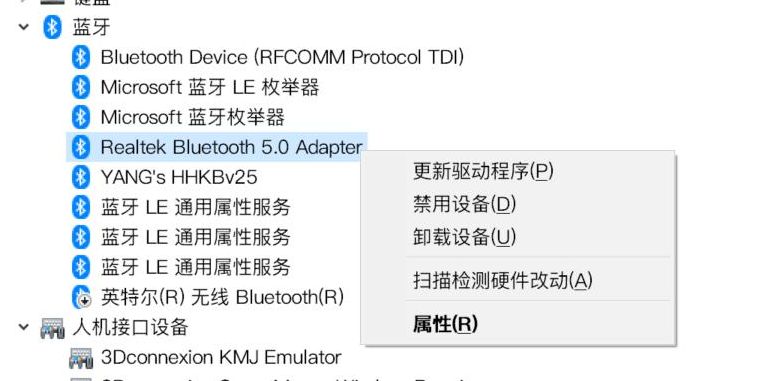 键盘
蓝牙
Bluetooth Device (RFCOMM Protocol TDI)
Microsoft 蓝牙 LE 枚举器
Microsoft 蓝牙枚举器
Realtek Bluetooth 5.0 Adapter
YANG's HHKBv25
蓝牙 LE 通用属性服务
蓝牙 LE 通用属性服务
蓝牙 LE 通用属性服务
英特尔(R) 无线 Bluetooth(R)
人机接口设备
3Dconnexion KMJ Emulator
更新驱动程序(P)
禁用设备(D)
卸载设备(U)
扫描检测硬件改动(A)
属性(R)